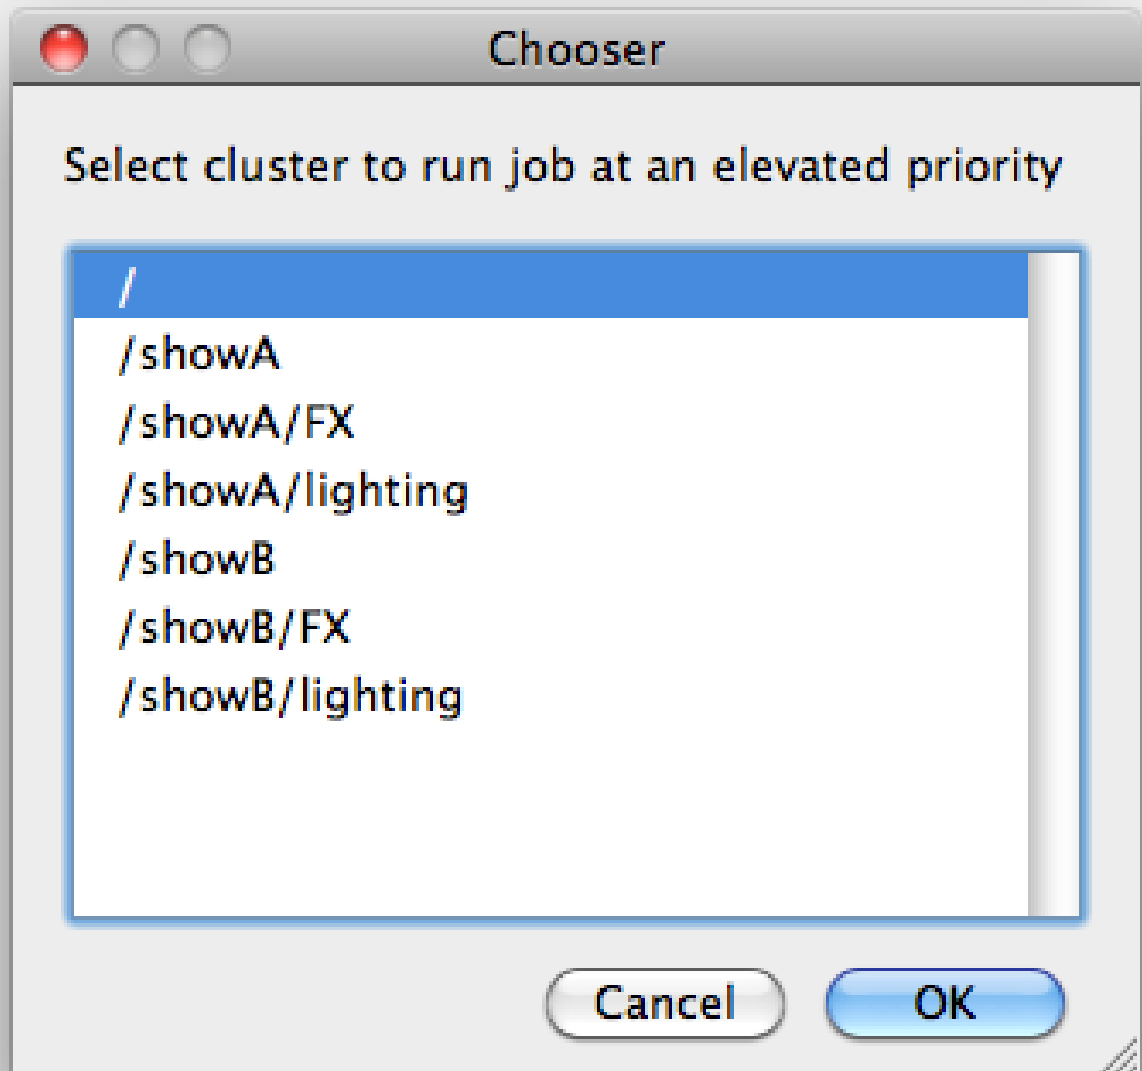 Chooser
Select cluster to run job at an elevated priority
/
/showA
/showA/FX
/showA/lighting
/showB
/showB/FX
/showB/lighting
Cancel OK